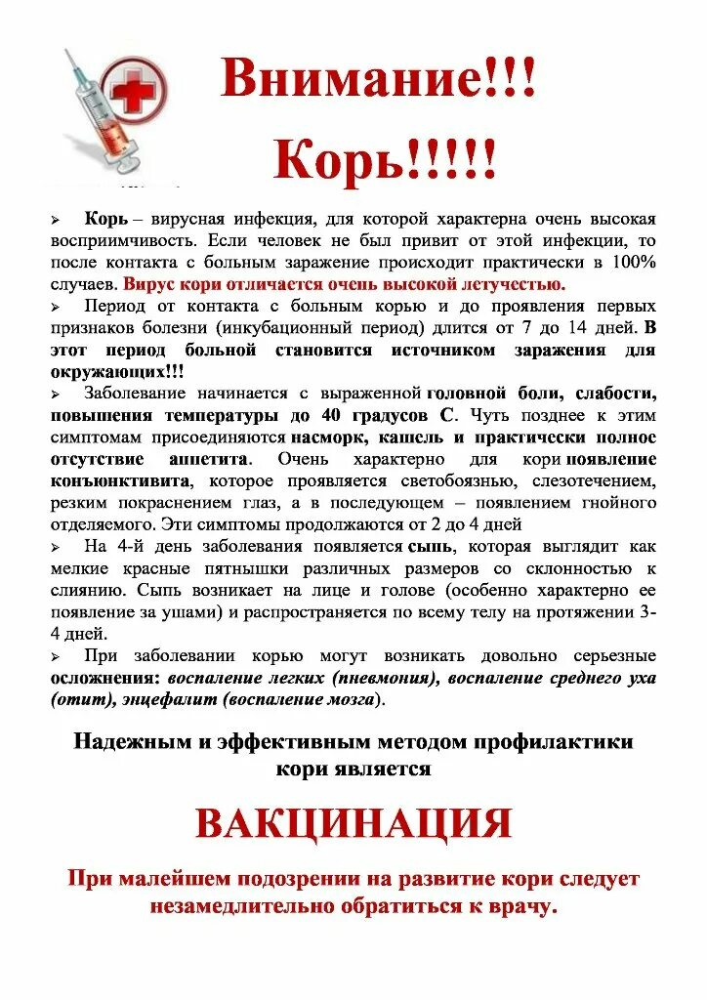 Внимание!!!
Корь!!!!!
➢ Корь – вирусная инфекция, для которой характерна очень высокая
восприимчивость. Если человек не был привит от этой инфекции, то
после контакта с больным заражение происходит практически в 100%
случаев. Вирус кори отличается очень высокой летучестью.
➢ Период от контакта с больным корью и до проявления первых
признаков болезни (инкубационный период) длится от 7 до 14 дней. В
этот период больной становится источником заражения для
окружающих!!!
➢ Заболевание начинается с выраженной головной боли, слабости,
повышения температуры до 40 градусов С. Чуть позднее к этим
симптомам присоединяются насморк, кашель и практически полное
отсутствие аппетита. Очень характерно для кори появление
конъюнктивита, которое проявляется светобоязнью, слезотечением,
резким покраснением глаз, а в последующем – появлением гнойного
отделяемого. Эти симптомы продолжаются от 2 до 4 дней
➢ На 4-й день заболевания появляется сыпь, которая выглядит как
мелкие красные пятнышки различных размеров со склонностью к
слиянию. Сыпь возникает на лице и голове (особенно характерно ее
появление за ушами) и распространяется по всему телу на протяжении 3-
4 дней.
➢ При заболевании корью могут возникать довольно серьезные
осложнения: воспаление легких (пневмония), воспаление среднего уха
(отит), энцефалит (воспаление мозга).
Надежным и эффективным методом профилактики
кори является
ВАКЦИНАЦИЯ
При малейшем подозрении на развитие кори следует
незамедлительно обратиться к врачу.